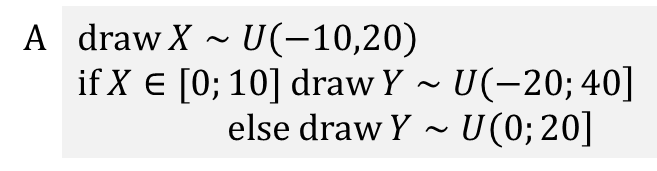 A draw X ~ U(−10,20)
if X ∈ [0; 10] draw Y ~ U(−20; 40]
else draw Y ~ U(0; 20]